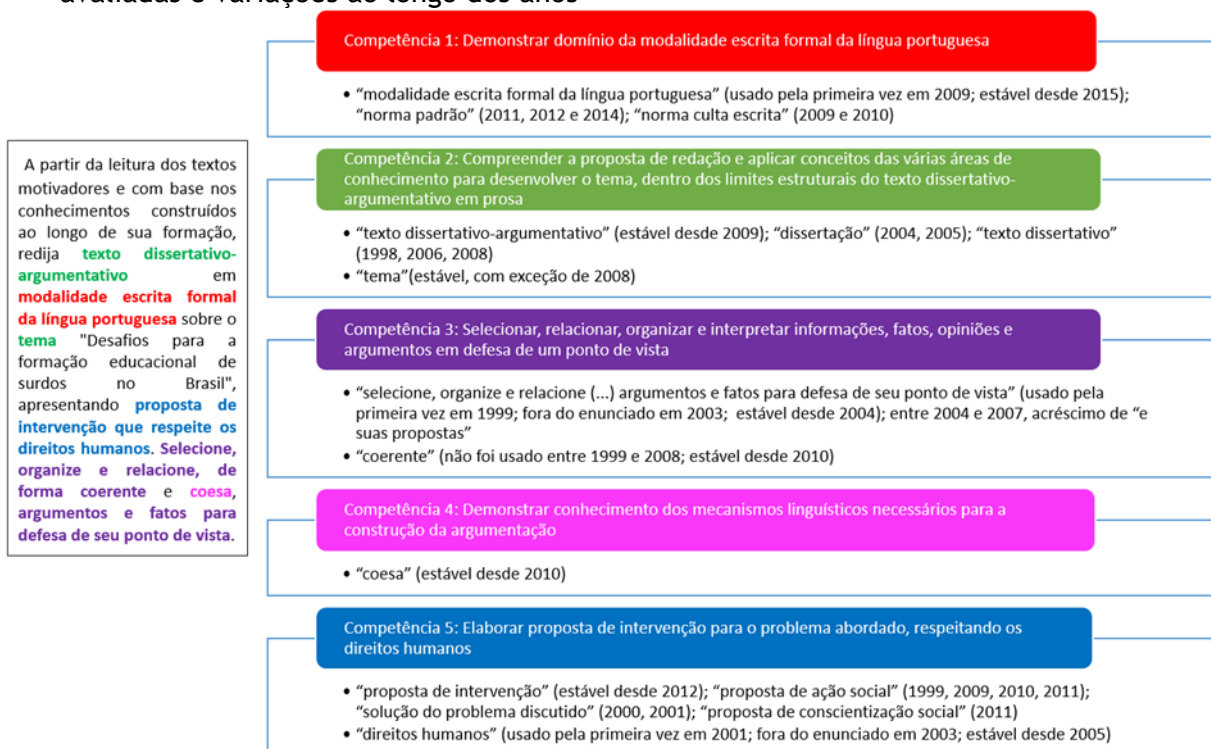 avaliadas e variações ao longo dos anos
A partir da leitura dos textos
motivadores e com base nos
conhecimentos construídos
ao longo de sua formação,
redija texto dissertativo-
argumentativo em
modalidade escrita formal
da língua portuguesa sobre o
tema "Desafios para a
formação educacional de
surdos no Brasil",
apresentando proposta de
intervenção que respeite os
direitos humanos. Selecione,
organize e relacione, de
forma coerente e coesa,
argumentos e fatos para
defesa de seu ponto de vista.
Competência 1: Demonstrar domínio da modalidade escrita formal da língua portuguesa
• “modalidade escrita formal da língua portuguesa” (usado pela primeira vez em 2009; estável desde 2015);
“norma padrão” (2011, 2012 e 2014); “norma culta escrita” (2009 e 2010)
Competência 2: Compreender a proposta de redação e aplicar conceitos das várias áreas de
conhecimento para desenvolver o tema, dentro dos limites estruturais do texto dissertativo-
argumentativo em prosa
• “texto dissertativo-argumentativo” (estável desde 2009); “dissertação” (2004, 2005); “texto dissertativo”
(1998, 2006, 2008)
• “tema”(estável, com exceção de 2008)
Competência 3: Selecionar, relacionar, organizar e interpretar informações, fatos, opiniões e
argumentos em defesa de um ponto de vista
• “selecione, organize e relacione (...) argumentos e fatos para defesa de seu ponto de vista” (usado pela
primeira vez em 1999; fora do enunciado em 2003; estável desde 2004); entre 2004 e 2007, acréscimo de “e
suas propostas”
• “coerente” (não foi usado entre 1999 e 2008; estável desde 2010)
Competência 4: Demonstrar conhecimento dos mecanismos linguísticos necessários para a
construção da argumentação
• “coesa” (estável desde 2010)
Competência 5: Elaborar proposta de intervenção para o problema abordado, respeitando os
direitos humanos
• “proposta de intervenção” (estável desde 2012); “proposta de ação social” (1999, 2009, 2010, 2011);
“solução do problema discutido” (2000, 2001); “proposta de conscientização social” (2011)
• “direitos humanos” (usado pela primeira vez em 2001; fora do enunciado em 2003; estável desde 2005)